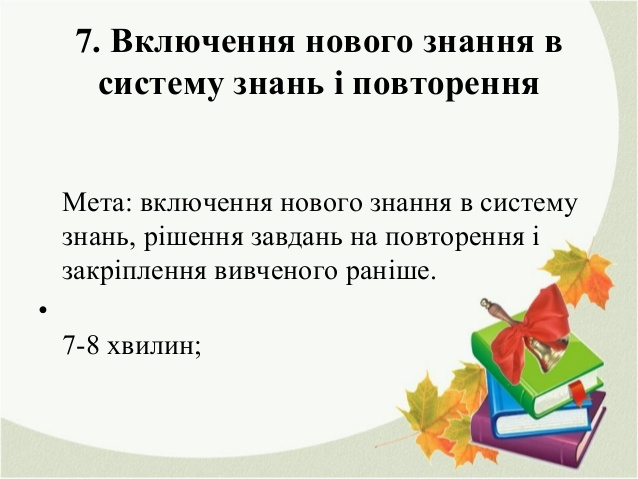 7. Включення нового знання в
систему знань і повторення
Мета: включення нового знання в систему
знань, рішення завдань на повторення і
закріплення вивченого раніше.
•
7-8 хвилин;